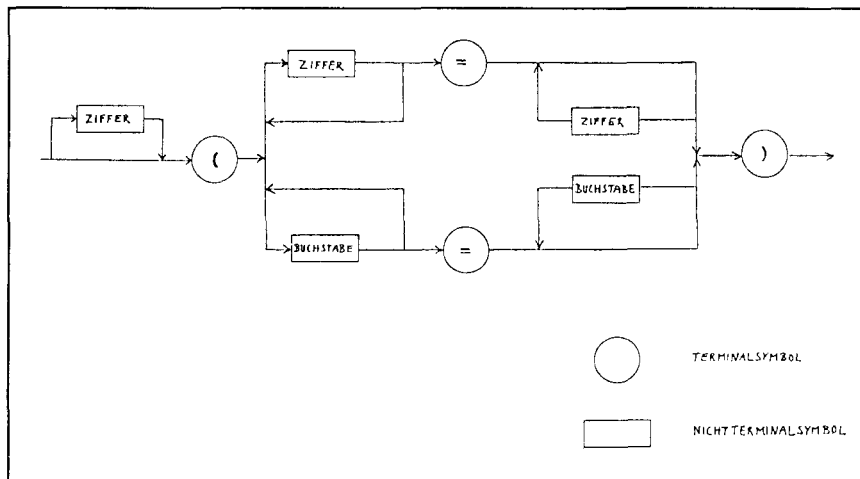 ZIFFER
=
ZIFFER
ZIFFER
(
)
BUCHSTABE
BUCHSTABE
=
TERMINALSYMBOL
NICHTTERMINALSYMBOL